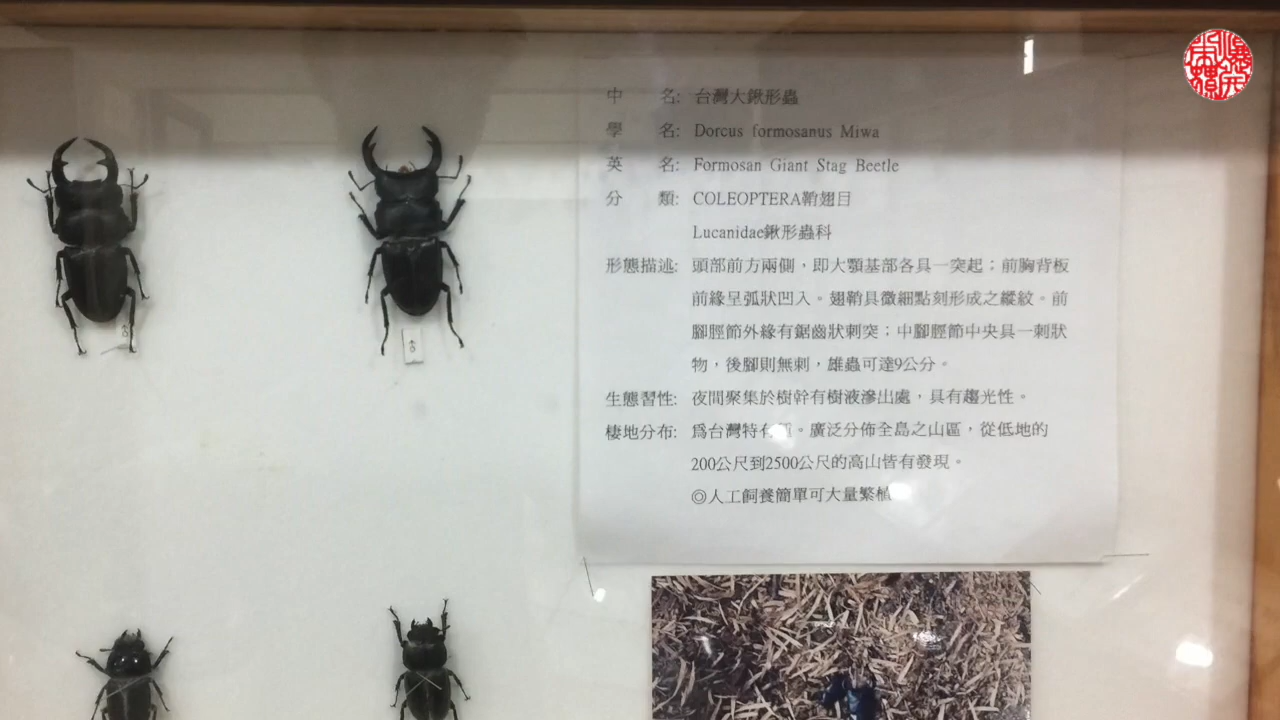 中　　名: 台灣大鍬形蟲
學　　名: Dorcus formosanus Miwa
英　　名: Formosan Giant Stag Beetle
分　　類: COLEOPTERA鞘翅目
Lucanidae鍬形蟲科
形態描述: 頭部前方兩側，即大顎基部各具一突起；前胸背板
前緣呈弧狀凹入。翅鞘具微細點刻形成之縱紋。前
腳脛節外緣有鋸齒狀刺突；中腳脛節中央具一刺狀
物，後腳則無刺，雄蟲可達9公分。
生態習性: 夜間聚集於樹幹有樹液滲出處，具有趨光性。
棲地分布: 為台灣特有種。廣泛分佈全島之山區，從低地的
200公尺到2500公尺的高山皆有發現。
◎人工飼養簡單可大量繁殖
♂
♂